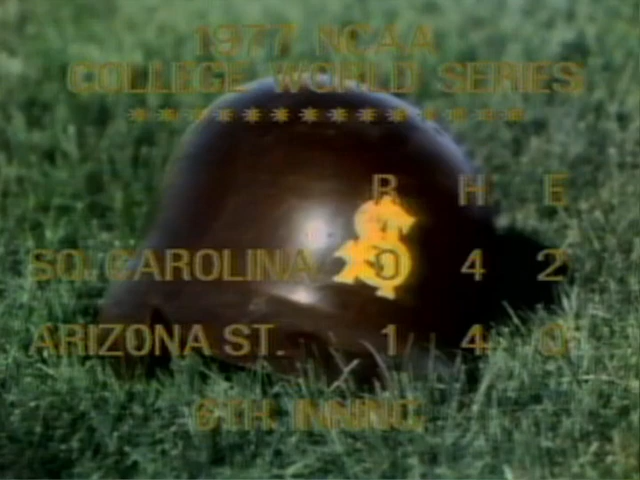 1977 NCAA
COLLEGE WORLD SERIES
************** 
R H E
SO. CAROLINA 0 4 2
ARIZONA ST. 1 4 0
6TH INNING